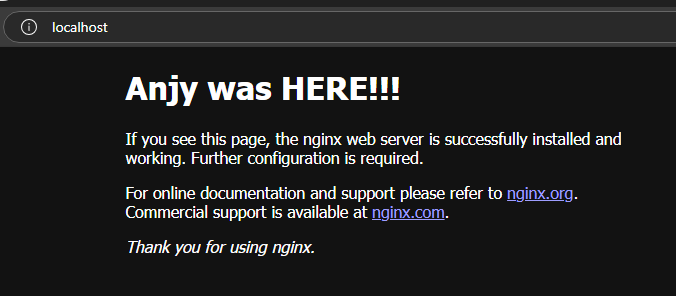 localhost
Anjy was HERE!!!
If you see this page, the nginx web server is successfully installed and
working. Further configuration is required.
For online documentation and support please refer to nginx.org.
Commercial support is available at nginx.com.
Thank you for using nginx.